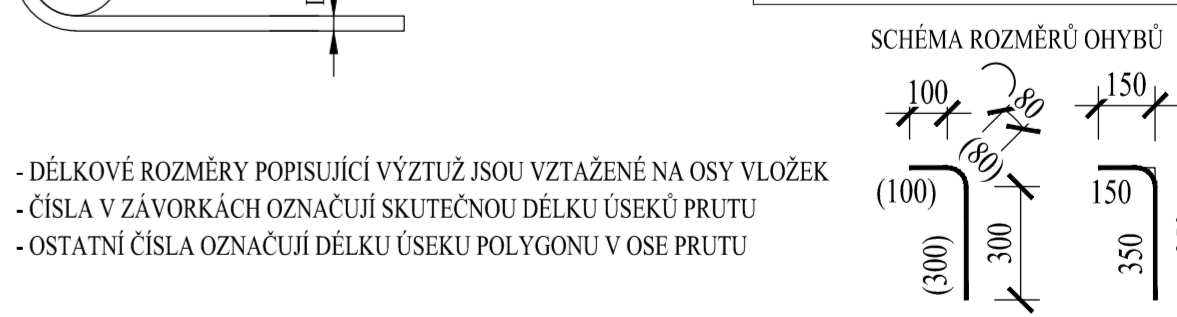 SCHÉMA ROZMĚRŮ OHYBŮ
100
80
150
(80)
- DÉLKOVÉ ROZMĚRY POPISUJÍCÍ VÝZTUŽ JSOU VZTAŽENÉ NA OSY VLOŽEK
- ČÍSLA V ZÁVORKÁCH OZNAČUJÍ SKUTEČNOU DÉLKU ÚSEKŮ PRUTU
- OSTATNÍ ČÍSLA OZNAČUJÍ DÉLKU ÚSEKU POLYGONU V OSE PRUTU
(100)
150
(300)
300
350